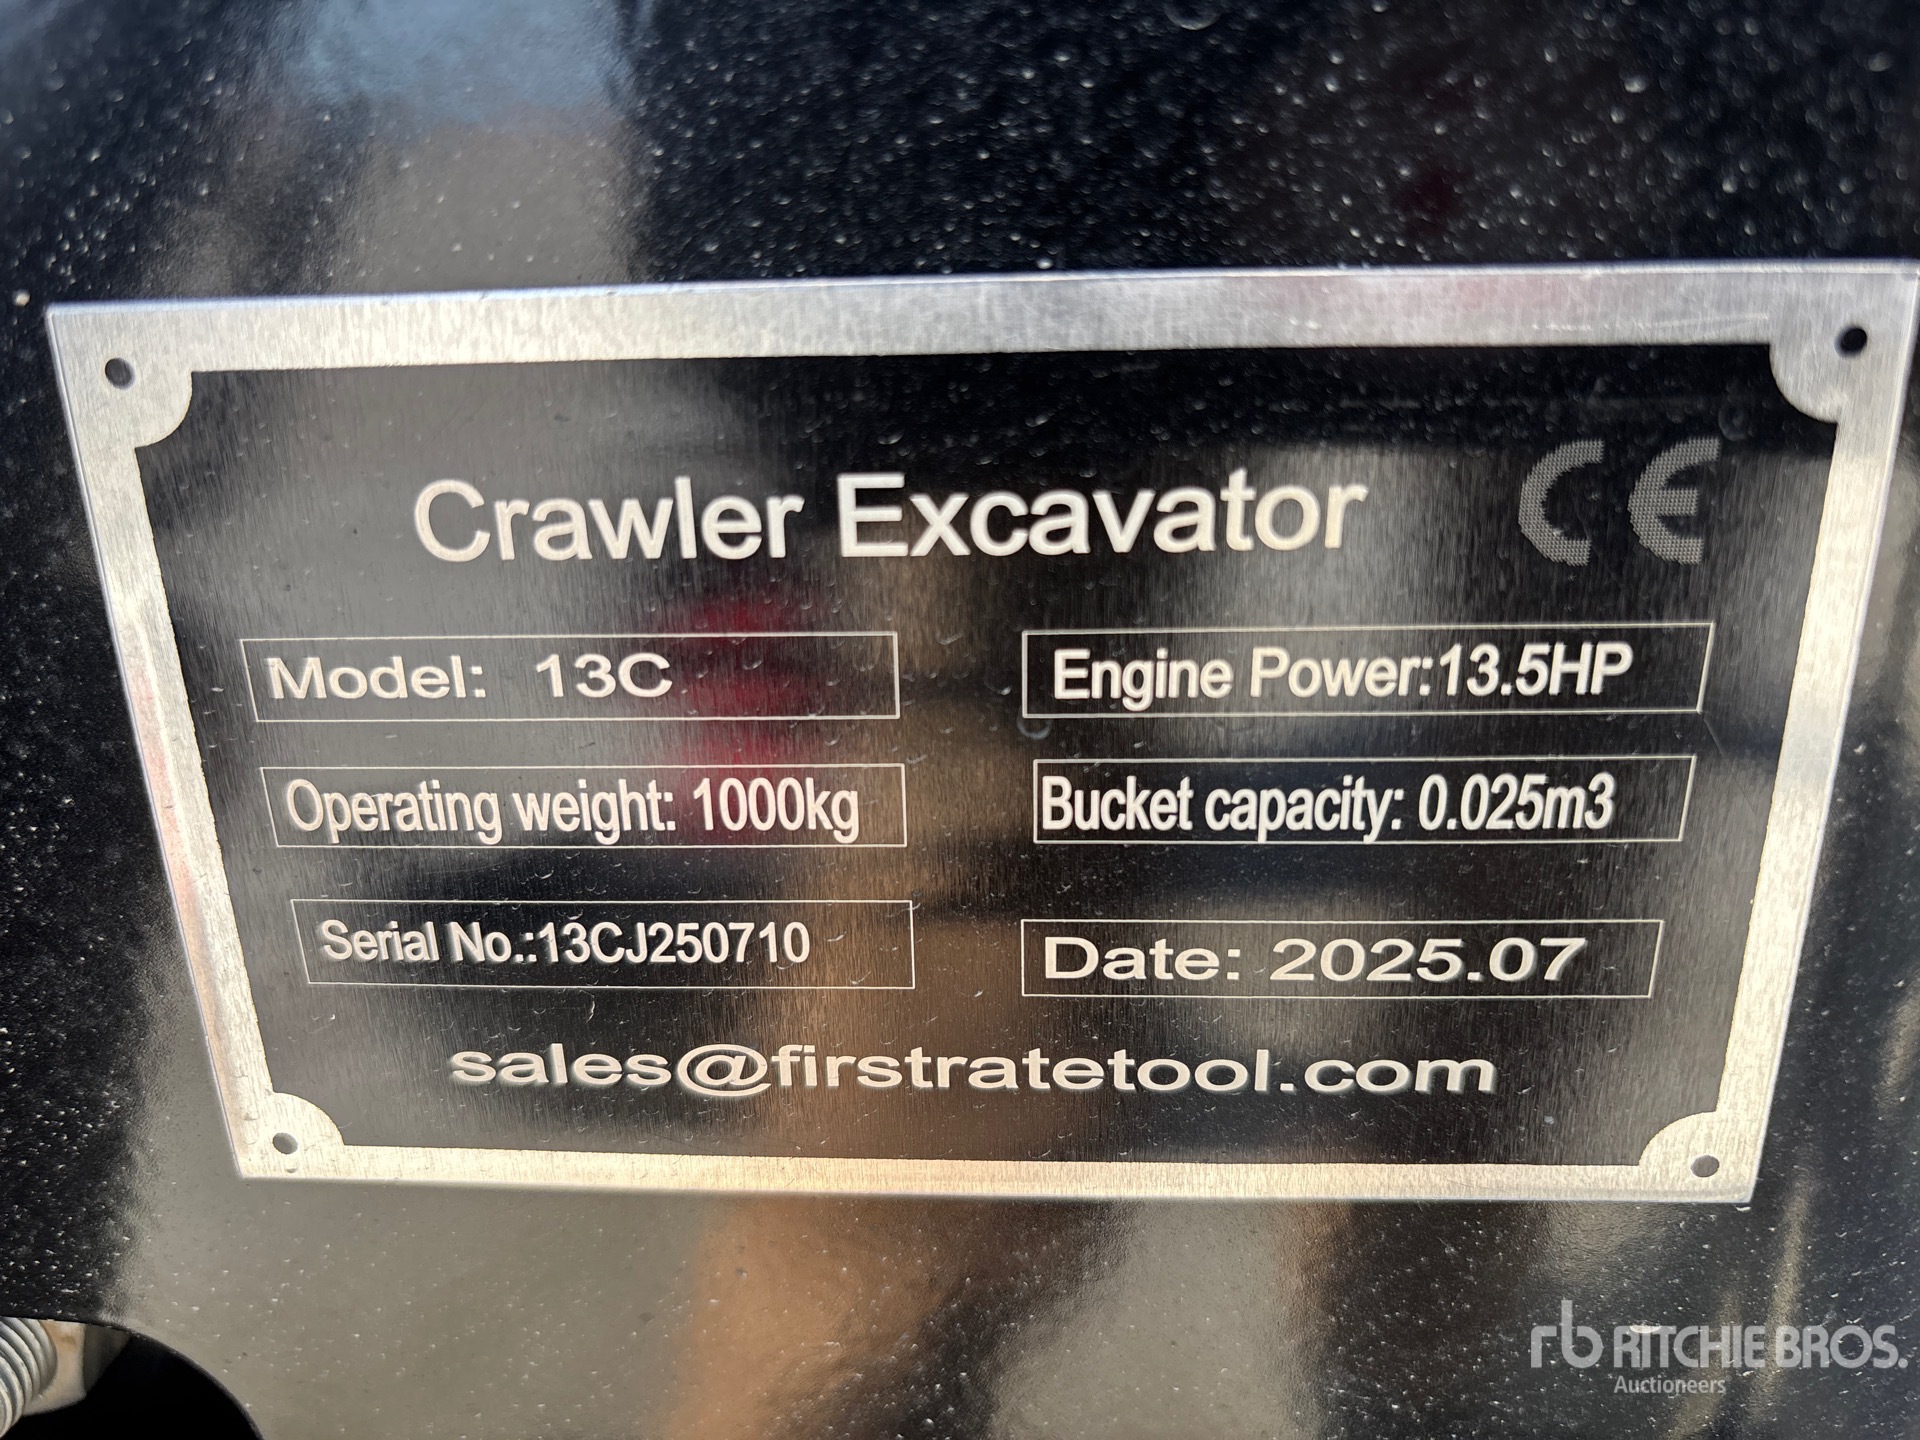 Crawler Excavator CE
Model: 13C
Engine Power:13.5HP
Operating weight: 1000kg
Bucket capacity: 0.025m3
Serial No.:13CJ250710
Date: 2025.07
sales@firstratetool.com
rb RITCHIE BROS.
Auctioneers